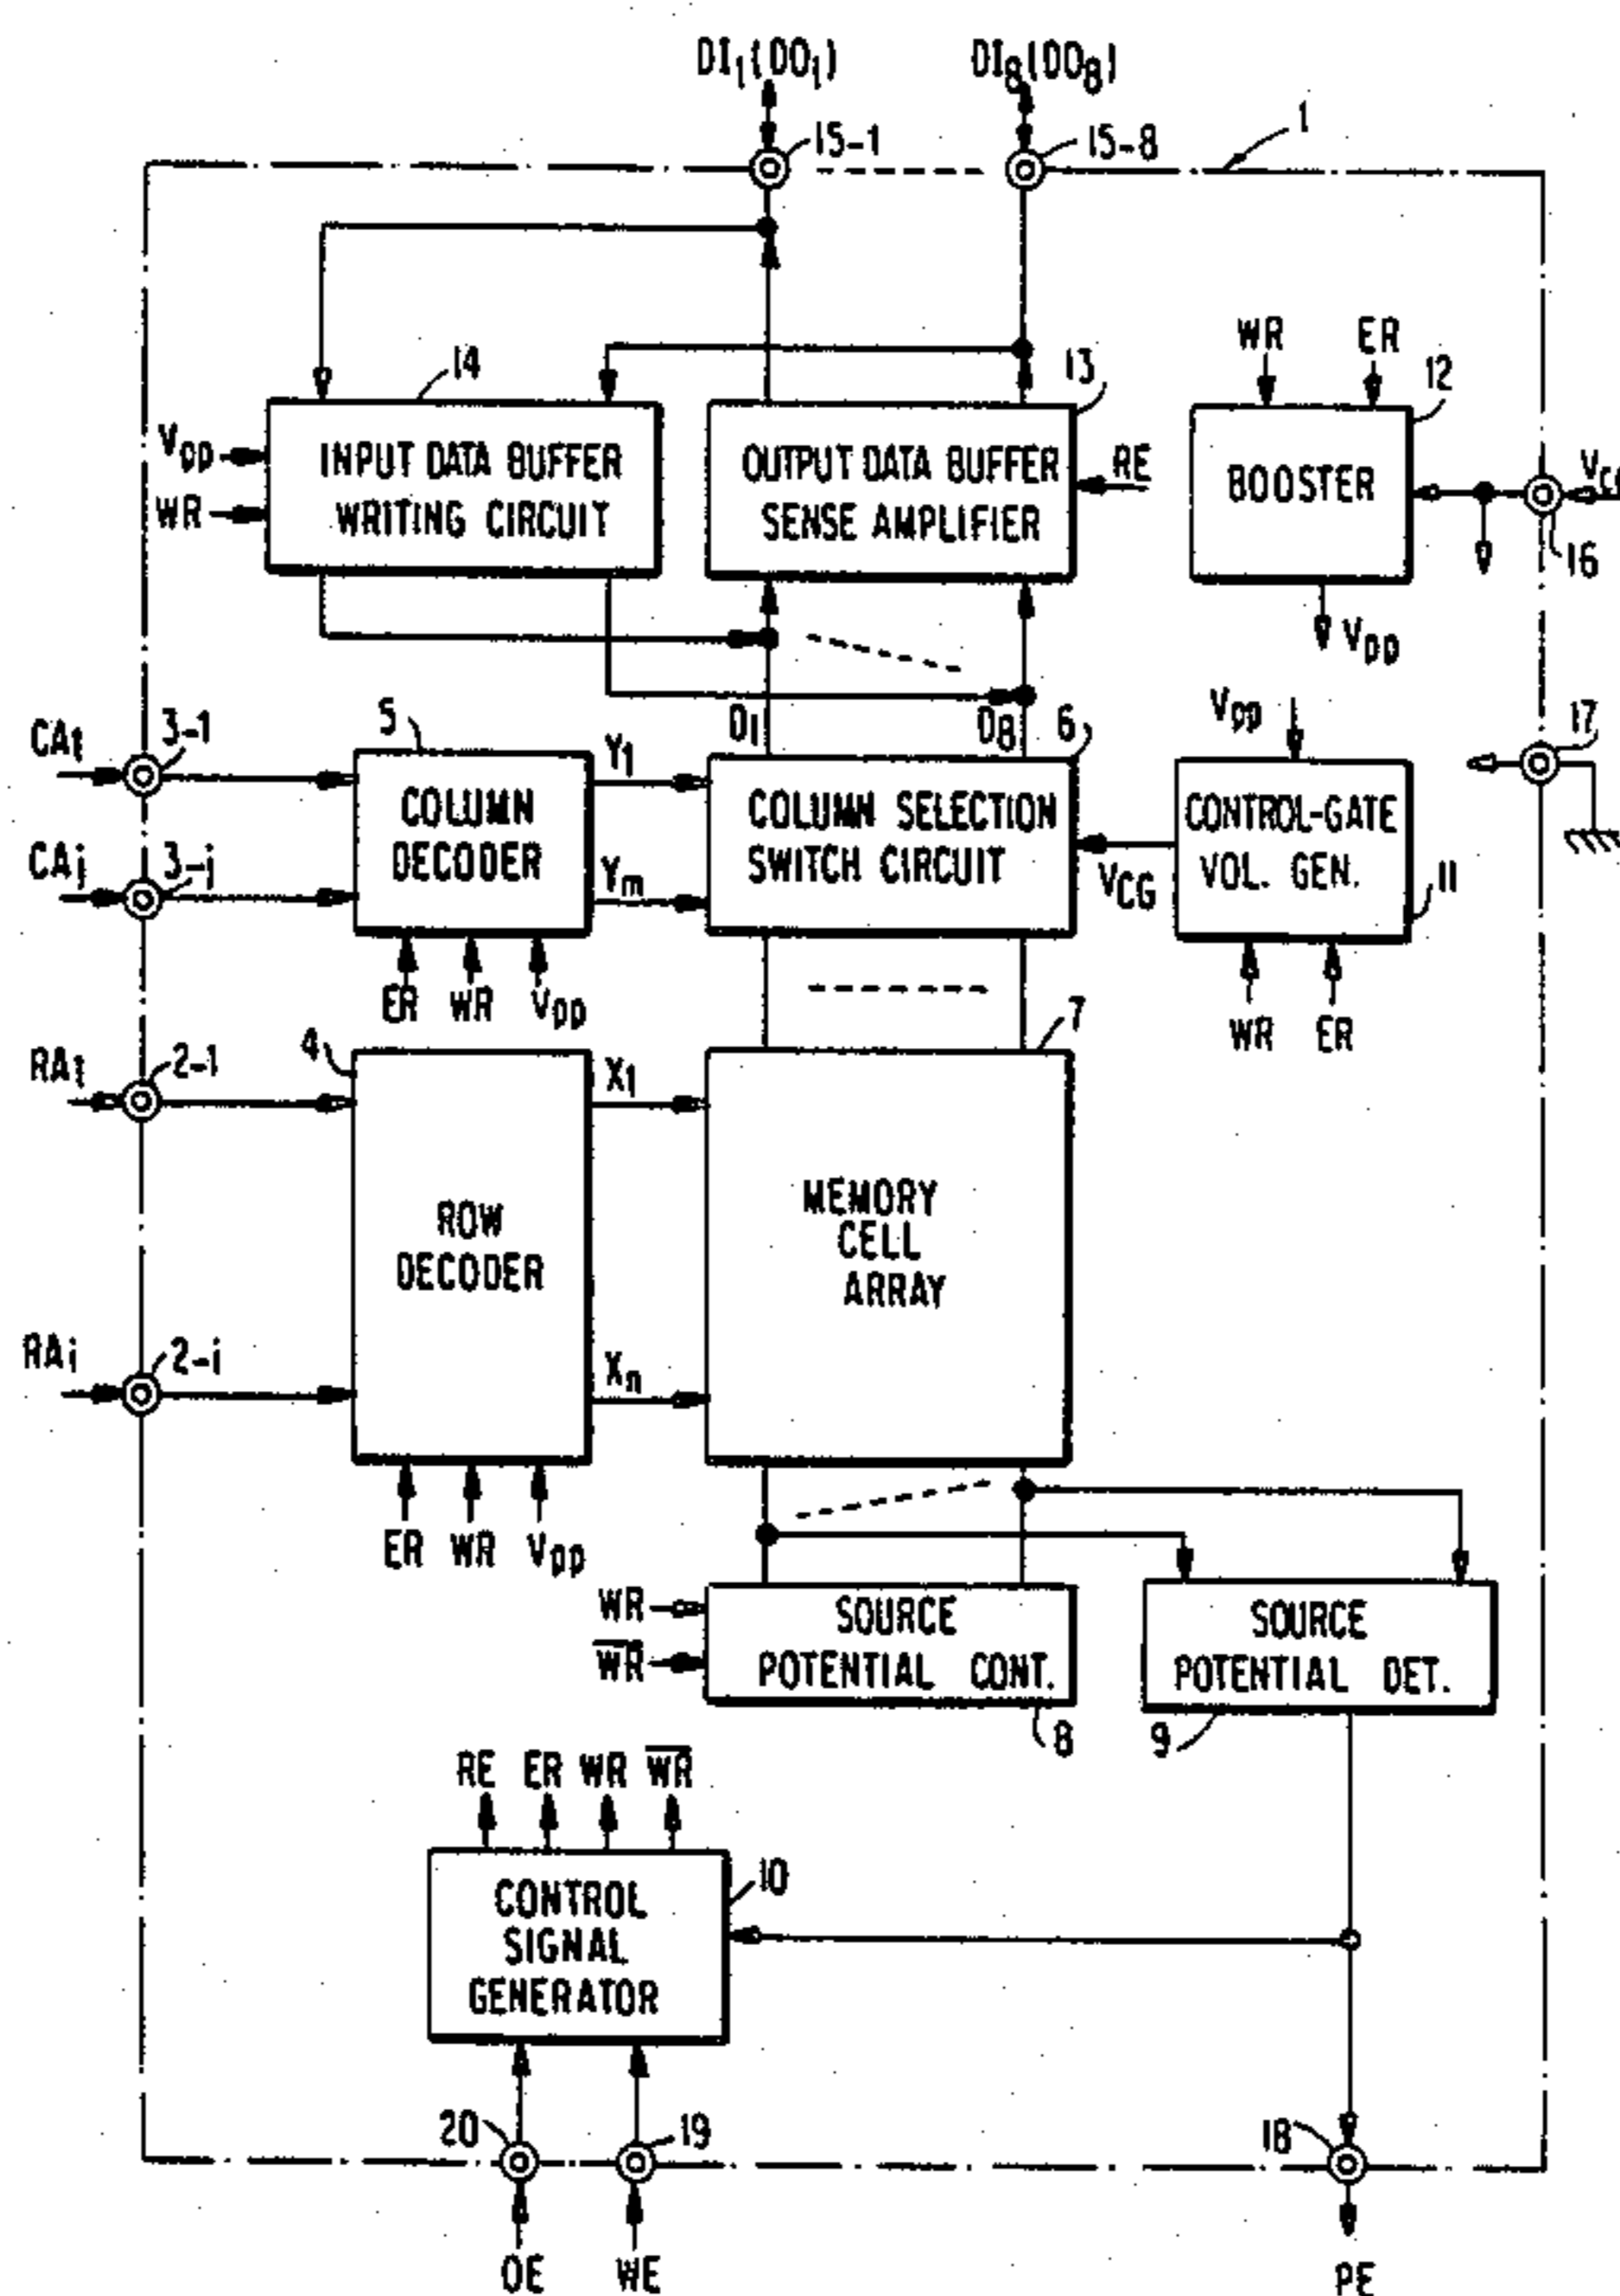 DI₁(DO₁) DI₈(DO₈)
15-1 15-8 1
WR ER
14 13 12
Vpp INPUT DATA BUFFER OUTPUT DATA BUFFER RE BOOSTER
WR WRITING CIRCUIT SENSE AMPLIFIER
16
Vpp
5 D₁ D₈ 6 Vpp 17
CA₁ 3-1 Y₁
COLUMN COLUMN SELECTION CONTROL-GATE
CAj 3-j DECODER Ym SWITCH CIRCUIT VCG VOL. GEN. 11
ER WR Vpp
WR ER
4 7
RA₁ 2-1 X₁
MEMORY
ROW CELL
DECODER ARRAY
RAi 2-i Xn
ER WR Vpp
WR SOURCE SOURCE
W̅R̅ POTENTIAL CONT. POTENTIAL DET.
8 9
RE ER WR W̅R̅
10
CONTROL
SIGNAL
GENERATOR
20 19 18
OE WE PE